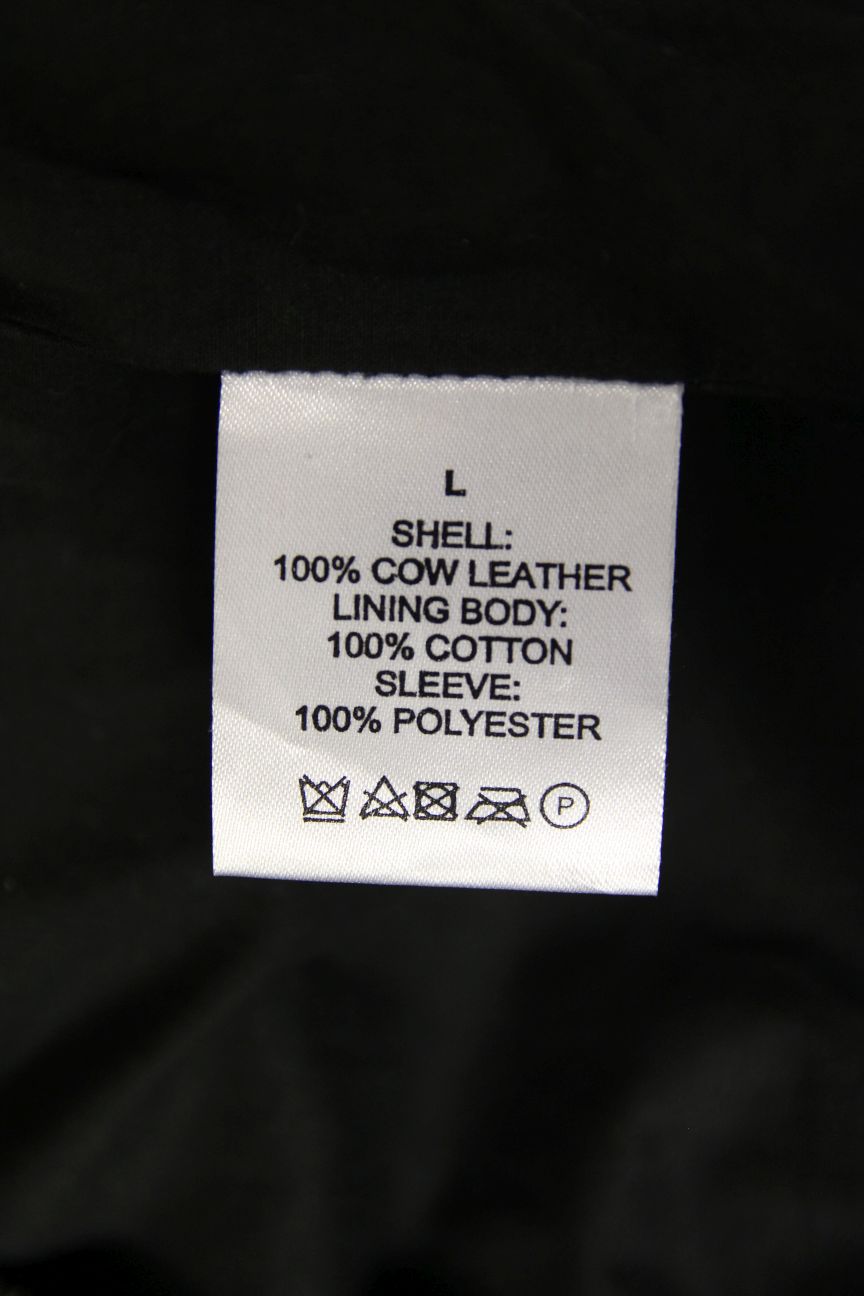 L
SHELL:
100% COW LEATHER
LINING BODY:
100% COTTON
SLEEVE:
100% POLYESTER
P